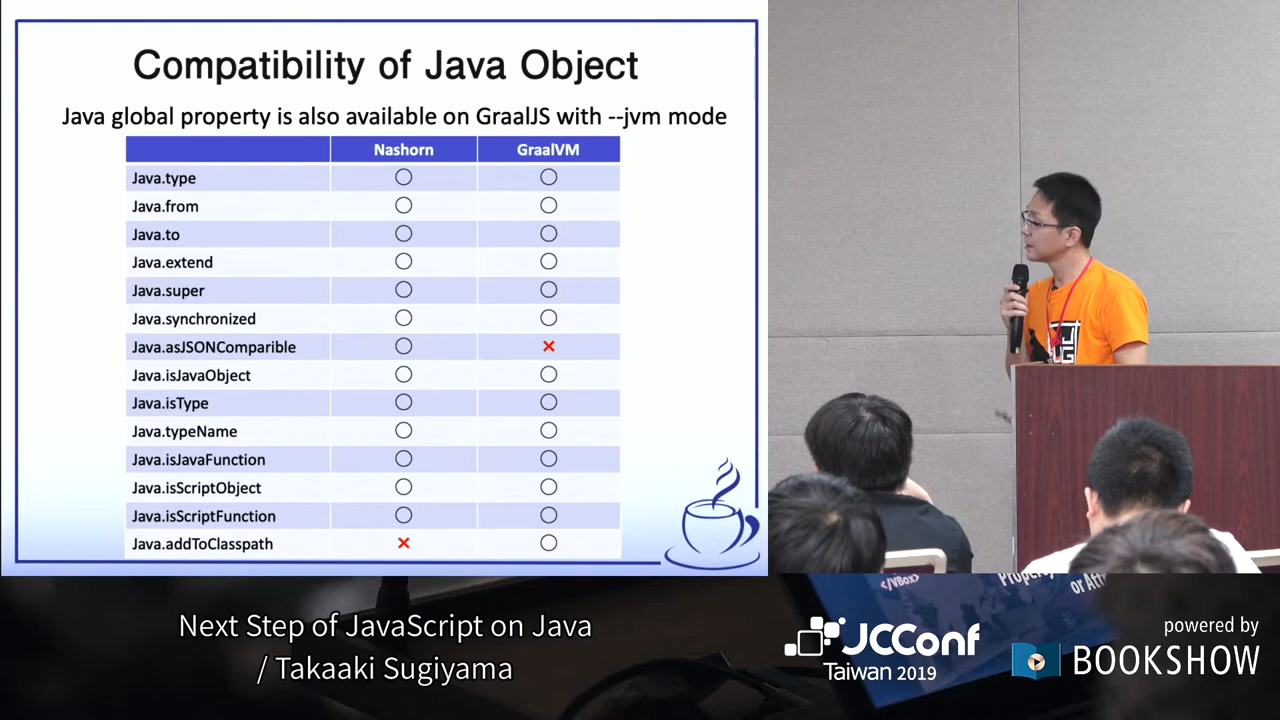 Compatibility of Java Object
Java global property is also available on GraalJS with --jvm mode
Nashorn GraalVM
Java.type ○ ○
Java.from ○ ○
Java.to ○ ○
Java.extend ○ ○
Java.super ○ ○
Java.synchronized ○ ○
Java.asJSONComparible ○ ×
Java.isJavaObject ○ ○
Java.isType ○ ○
Java.typeName ○ ○
Java.isJavaFunction ○ ○
Java.isScriptObject ○ ○
Java.isScriptFunction ○ ○
Java.addToClasspath × ○
Next Step of JavaScript on Java
/ Takaaki Sugiyama
</VBox>
or
JCConf
Taiwan 2019
powered by
BOOKSHOW